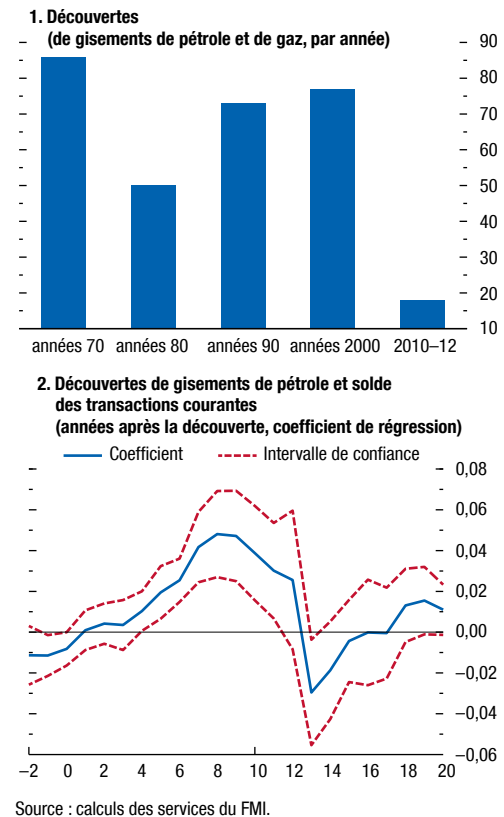 1. Découvertes
(de gisements de pétrole et de gaz, par année)
90
80
70
60
50
40
30
20
10
années 70 années 80 années 90 années 2000 2010–12
2. Découvertes de gisements de pétrole et solde
des transactions courantes
(années après la découverte, coefficient de régression)
Coefficient Intervalle de confiance
0,08
0,06
0,04
0,02
0,00
–0,02
–0,04
–0,06
–2 0 2 4 6 8 10 12 14 16 18 20
Source : calculs des services du FMI.